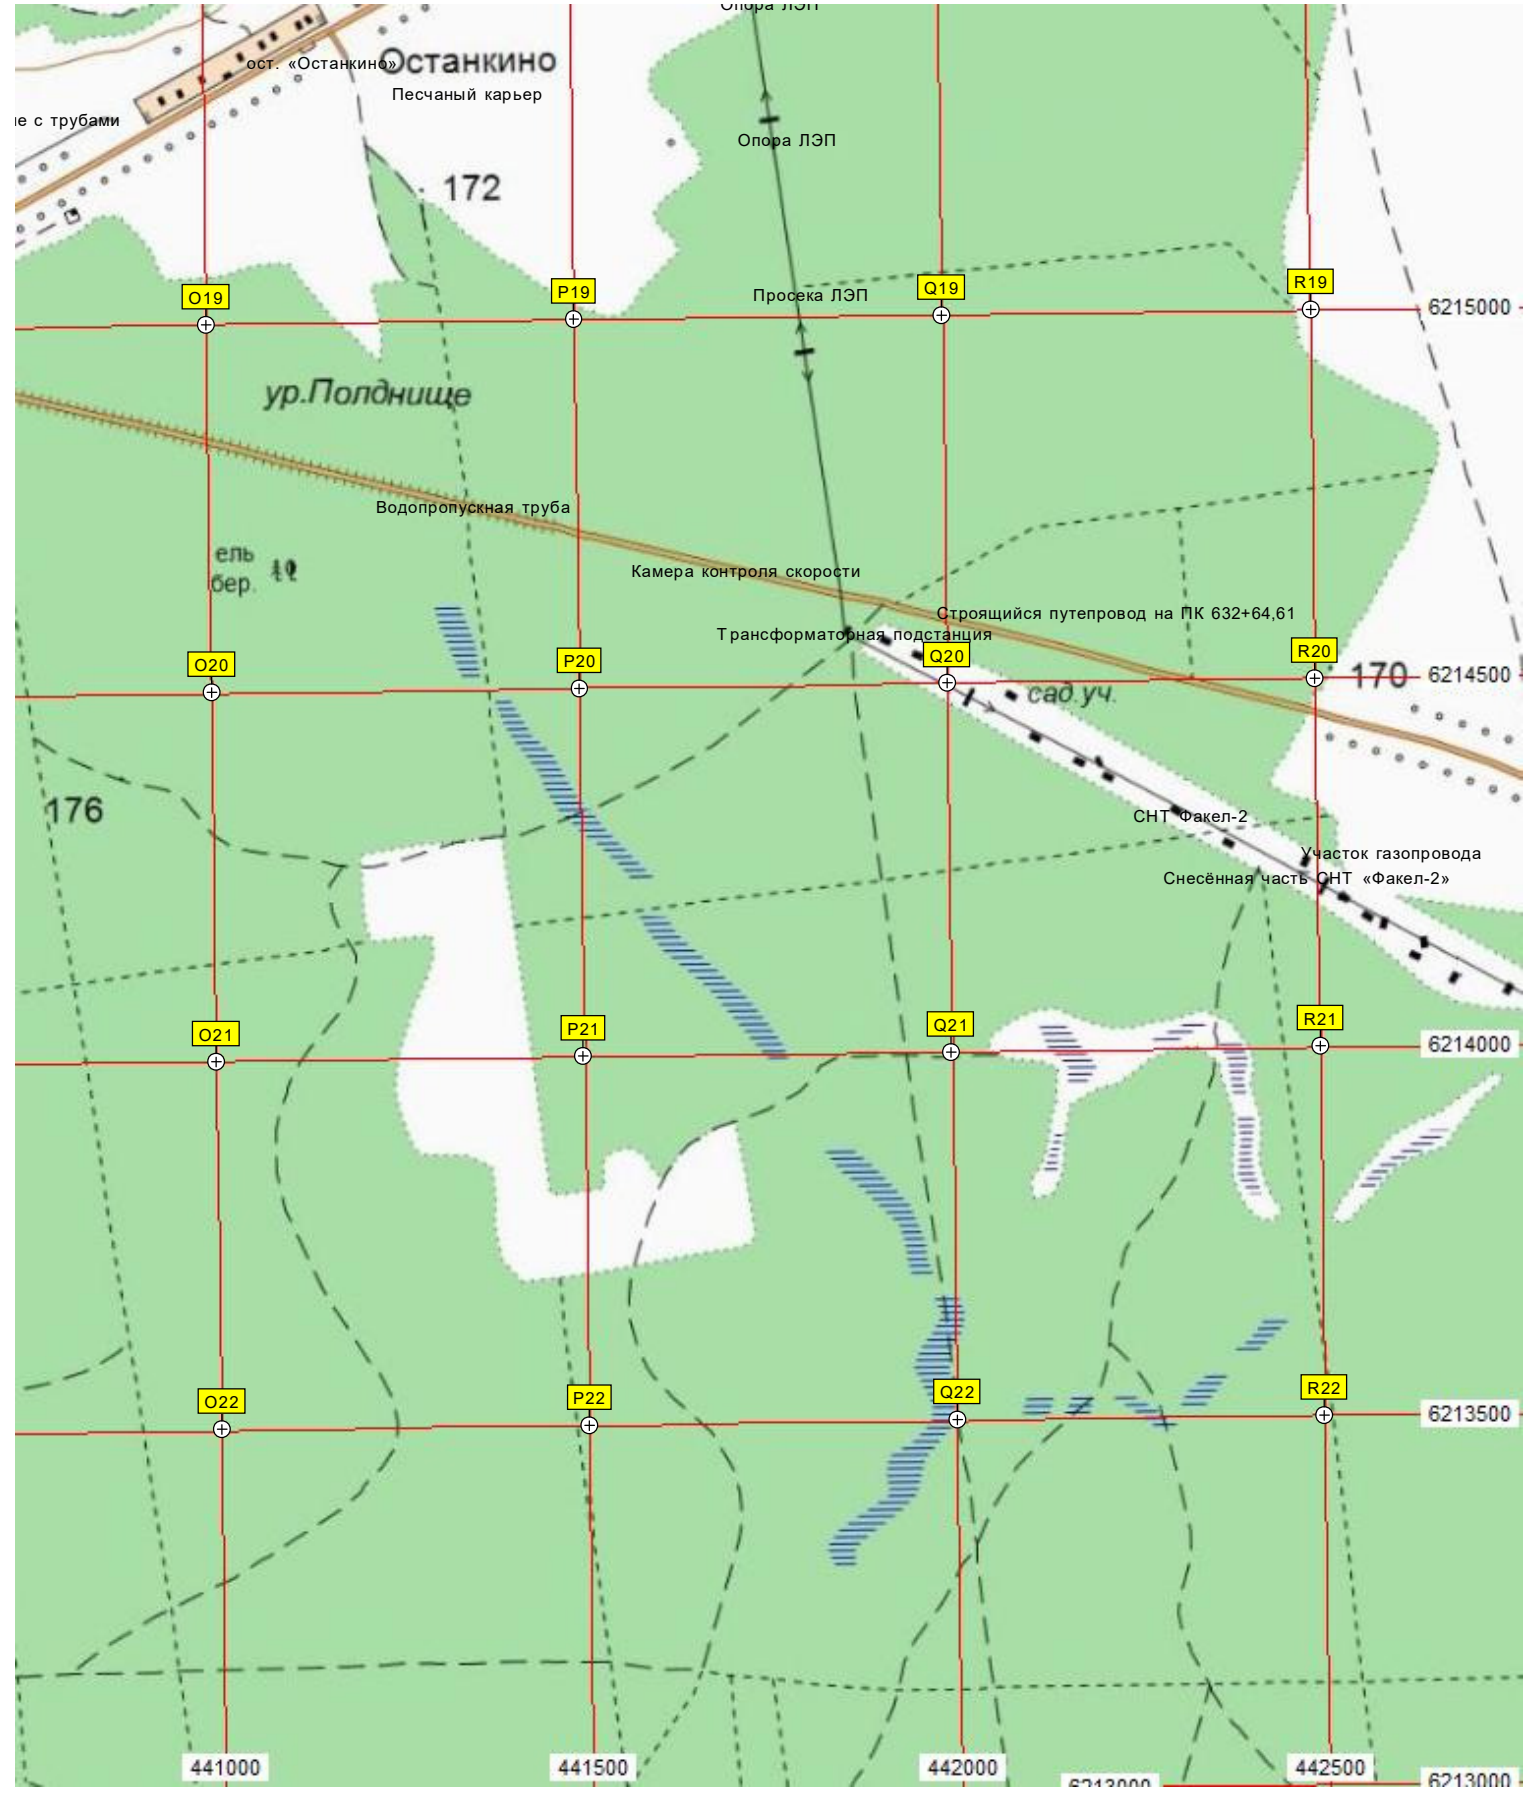 Опора ЛЭП
ост. «Останкино»
Останкино
Песчаный карьер
ие с трубами
Опора ЛЭП
172
O19
P19
Q19
R19
Просека ЛЭП
6215000
ур.Полднище
Водопропускная труба
ель
бер.
Камера контроля скорости
Строящийся путепровод на ПК 632+64,61
Трансформаторная подстанция
O20
P20
Q20
R20
170
6214500
сад.уч.
176
СНТ Факел-2
Участок газопровода
Снесённая часть СНТ «Факел-2»
O21
P21
Q21
R21
6214000
O22
P22
Q22
R22
6213500
441000
441500
442000
442500
6213000
6213000